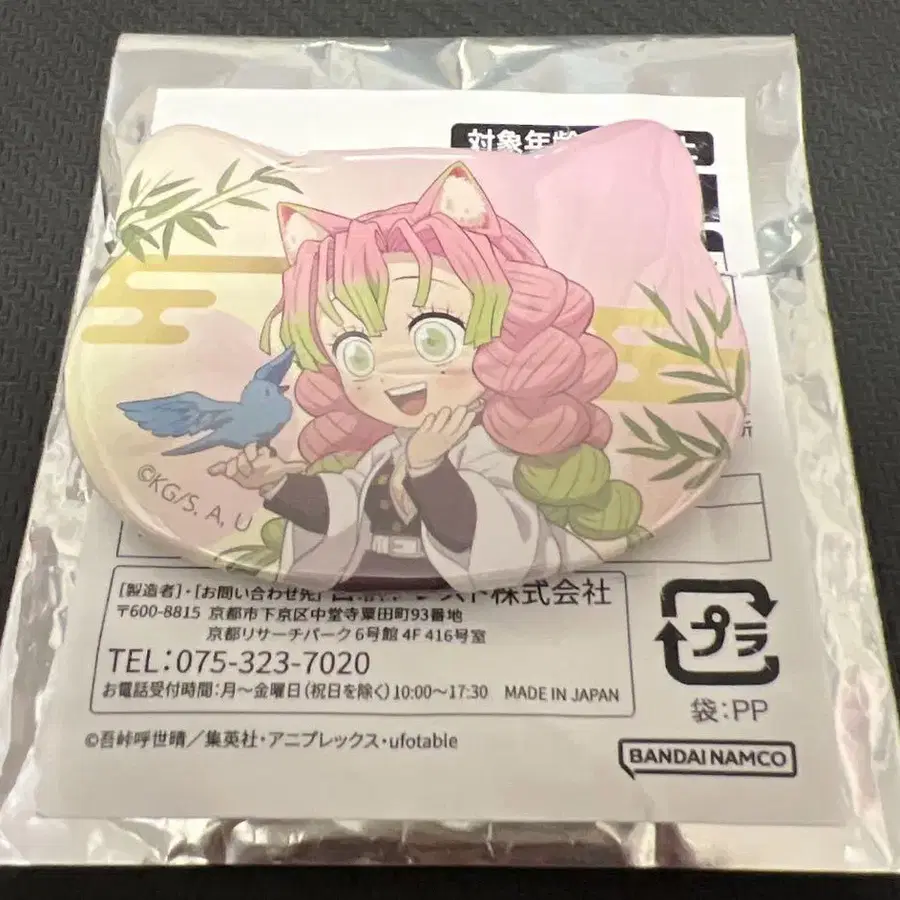 対象年齢
©KG/S, A, U
[製造者]・[お問い合わせ先]
株式会社
〒600-8815 京都市下京区中堂寺粟田町93番地
京都リサーチパーク6号館 4F 416号室
TEL：075-323-7020
お電話受付時間：月～金曜日（祝日を除く）10:00～17:30 MADE IN JAPAN
プラ
袋：PP
©吾峠呼世晴／集英社・アニプレックス・ufotable
BANDAI NAMCO